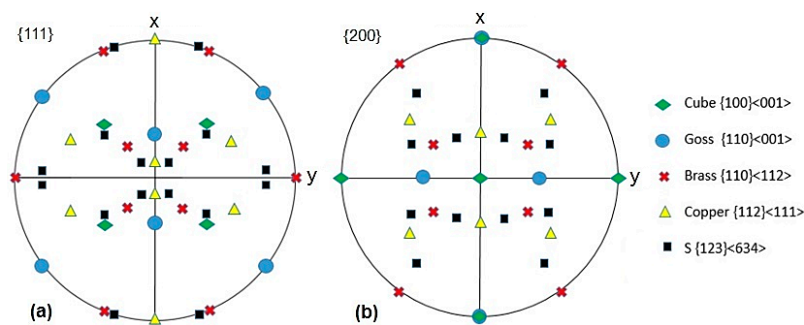 {111}
x
y
(a)
{200}
x
y
(b)
Cube {100}<001>
Goss {110}<001>
Brass {110}<112>
Copper {112}<111>
S {123}<634>